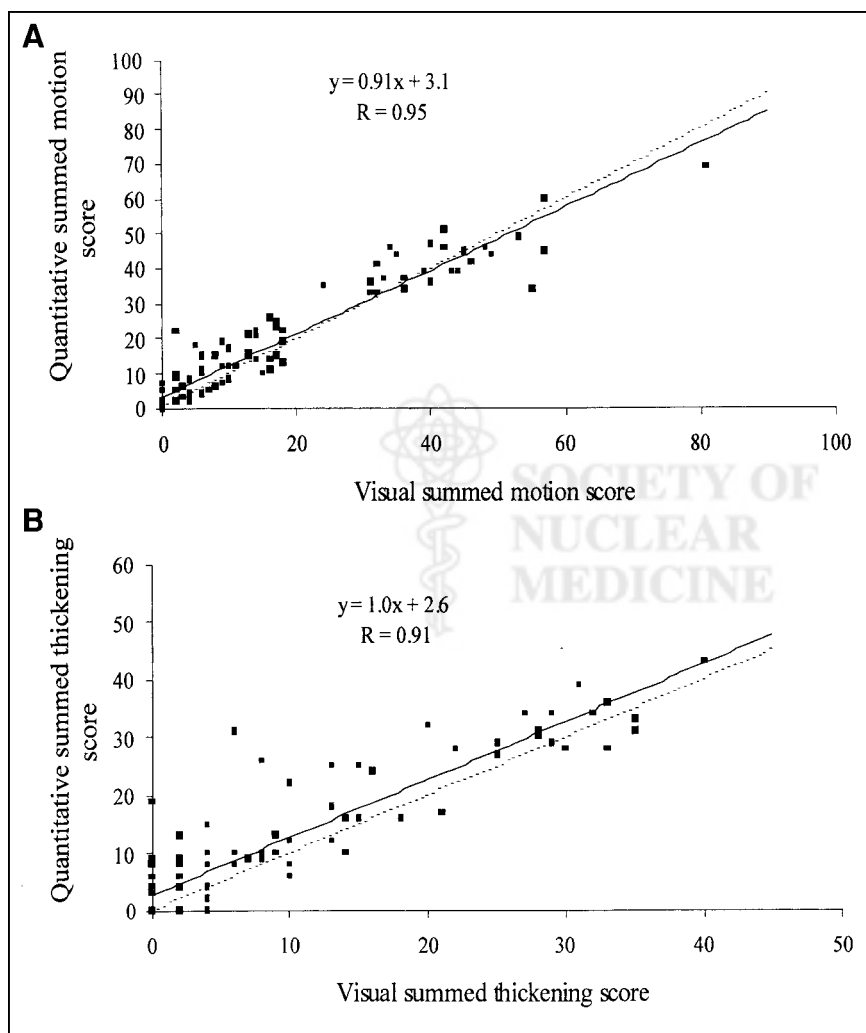 A
y= 0.91x + 3.1
R = 0.95
Quantitative summed motion
score
100
90
80
70
60
50
40
30
20
10
0
0 20 40 60 80 100
Visual summed motion score
SOCIETY OF
NUCLEAR
MEDICINE
B
y= 1.0x + 2.6
R = 0.91
Quantitative summed thickening
score
60
50
40
30
20
10
0
0 10 20 30 40 50
Visual summed thickening score